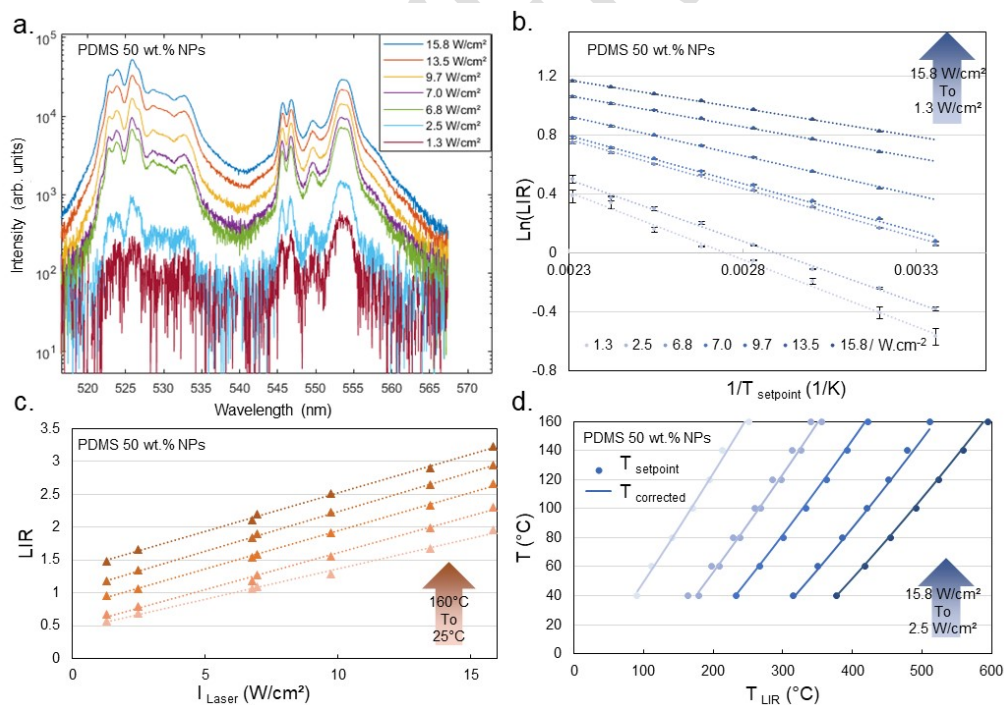 a.
PDMS 50 wt.% NPs
15.8 W/cm²
13.5 W/cm²
9.7 W/cm²
7.0 W/cm²
6.8 W/cm²
2.5 W/cm²
1.3 W/cm²
10⁵
10⁴
10³
10²
10¹
Intensity (arb. units)
520 525 530 535 540 545 550 555 560 565 570
Wavelength (nm)
b.
PDMS 50 wt.% NPs
15.8 W/cm²
To
1.3 W/cm²
1.2
0.8
0.4
0
-0.4
-0.8
Ln(LIR)
0.0023 0.0028 0.0033
1.3 2.5 6.8 7.0 9.7 13.5 15.8/ W.cm-2
1/T setpoint (1/K)
c.
PDMS 50 wt.% NPs
3.5
3
2.5
2
1.5
1
0.5
0
LIR
160°C
To
25°C
0 5 10 15
I Laser (W/cm²)
d.
PDMS 50 wt.% NPs
T setpoint
T corrected
160
140
120
100
80
60
40
20
0
T (°C)
15.8 W/cm²
To
2.5 W/cm²
0 100 200 300 400 500 600
T LIR (°C)